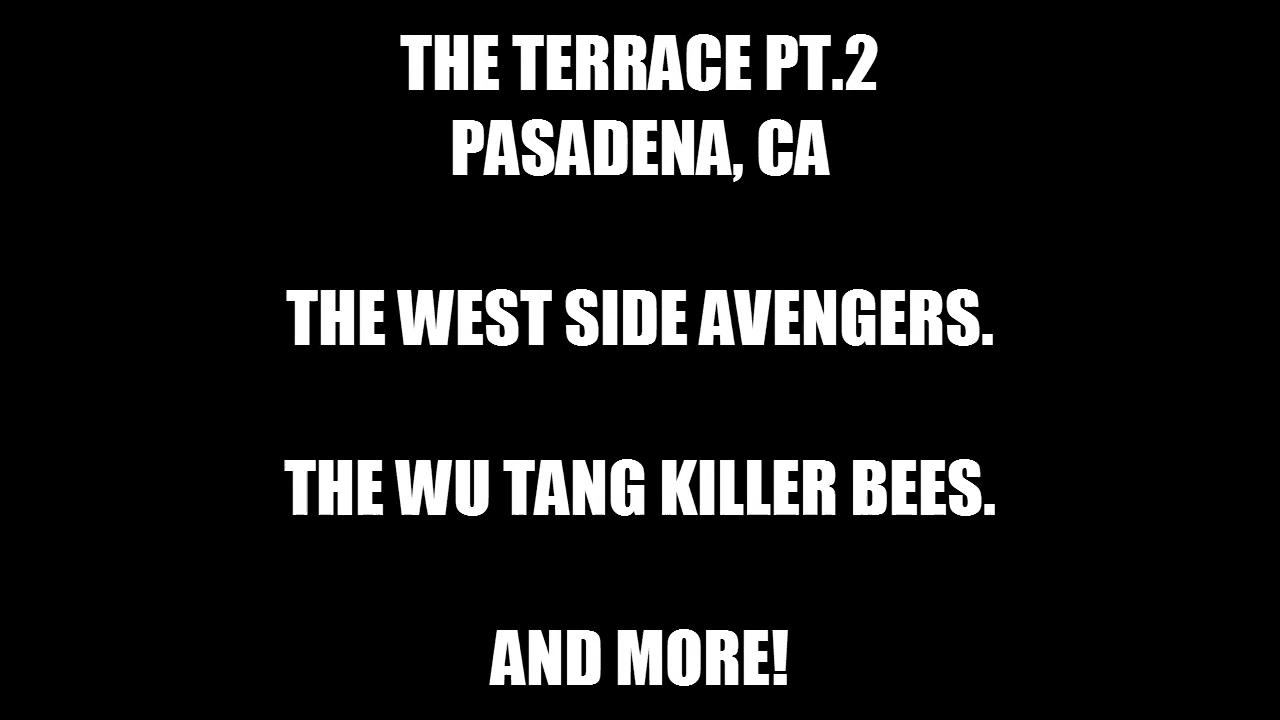 THE TERRACE PT.2
PASADENA, CA
THE WEST SIDE AVENGERS.
THE WU TANG KILLER BEES.
AND MORE!